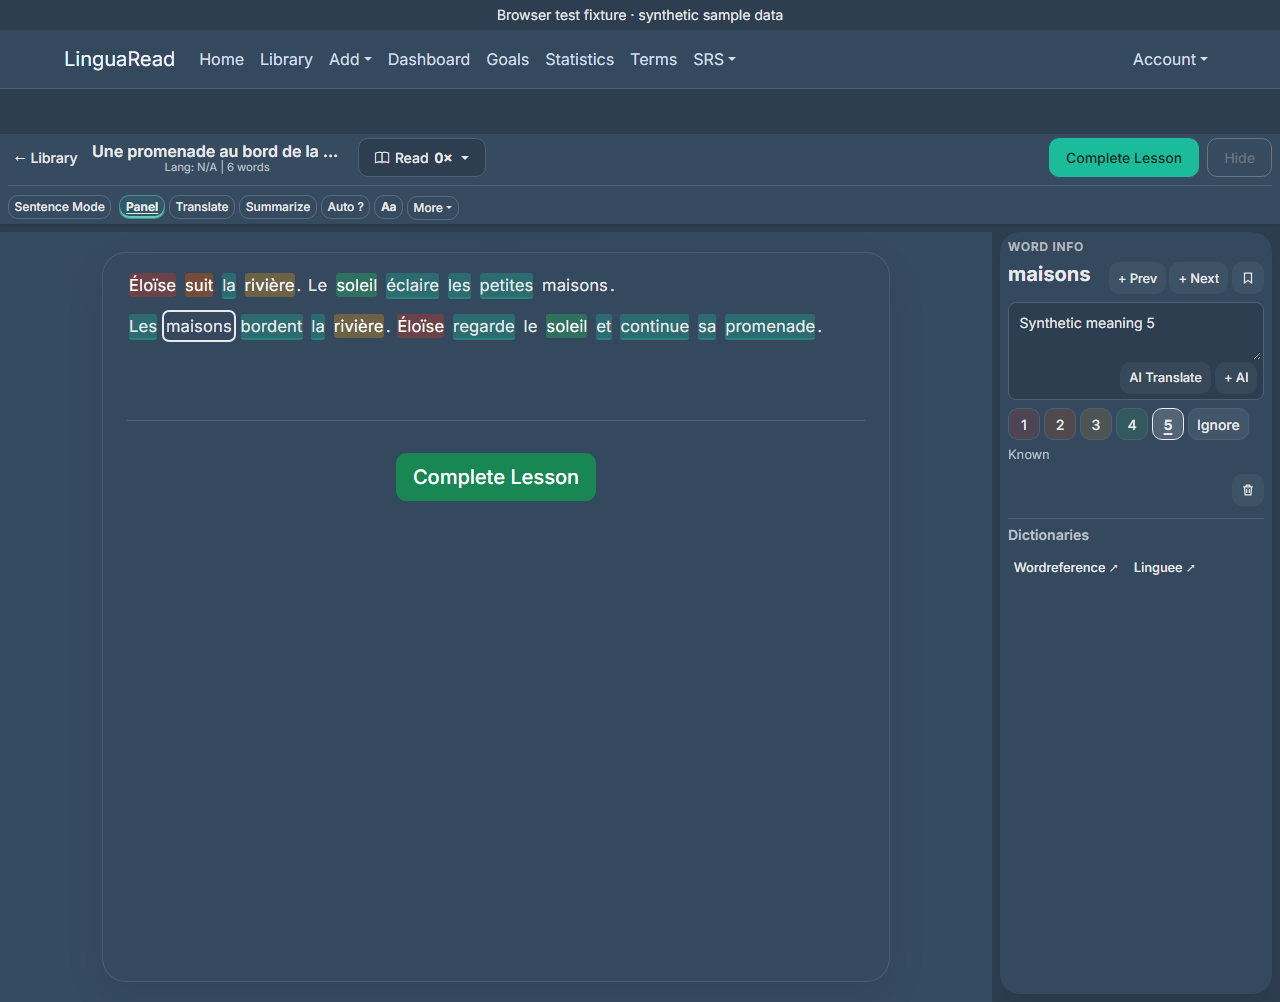 Browser test fixture · synthetic sample data
LinguaRead Home Library Add Dashboard Goals Statistics Terms SRS Account
← Library Une promenade au bord de la ... Read 0× Complete Lesson Hide
Lang: N/A | 6 words
Sentence Mode Panel Translate Summarize Auto ? Aa More
Éloïse suit la rivière. Le soleil éclaire les petites maisons.
Les maisons bordent la rivière. Éloïse regarde le soleil et continue sa promenade.
Complete Lesson
WORD INFO
maisons + Prev + Next
Synthetic meaning 5
AI Translate + AI
1 2 3 4 5 Ignore
Known
Dictionaries
Wordreference ↗ Linguee ↗